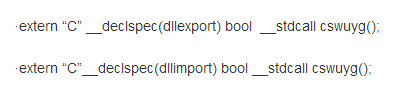 ·extern “C” __declspec(dllexport) bool __stdcall cswuyg();
·extern “C”__declspec(dllimport) bool __stdcall cswuyg();